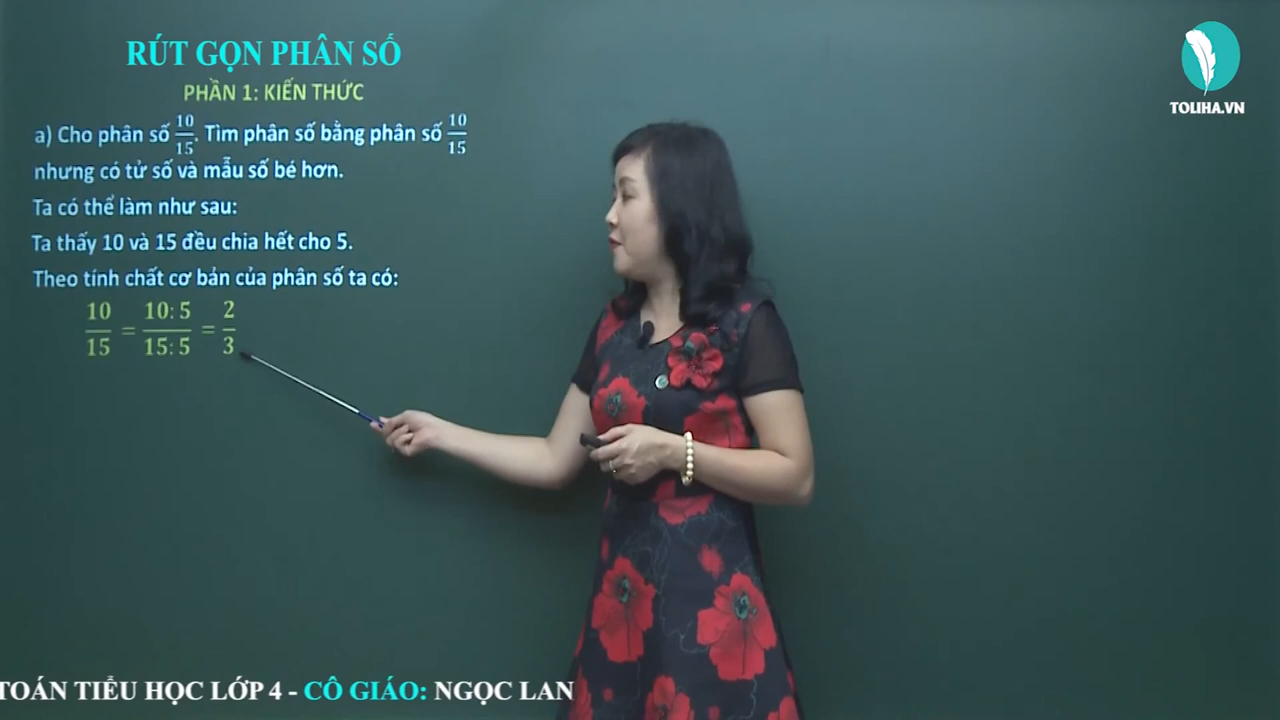 RÚT GỌN PHÂN SỐ
PHẦN 1: KIẾN THỨC
a) Cho phân số 10/15. Tìm phân số bằng phân số 10/15
nhưng có tử số và mẫu số bé hơn.
Ta có thể làm như sau:
Ta thấy 10 và 15 đều chia hết cho 5.
Theo tính chất cơ bản của phân số ta có:
10/15 = 10:5/15:5 = 2/3
TOLIHA.VN
TOÁN TIỂU HỌC LỚP 4 - CÔ GIÁO: NGỌC LAN